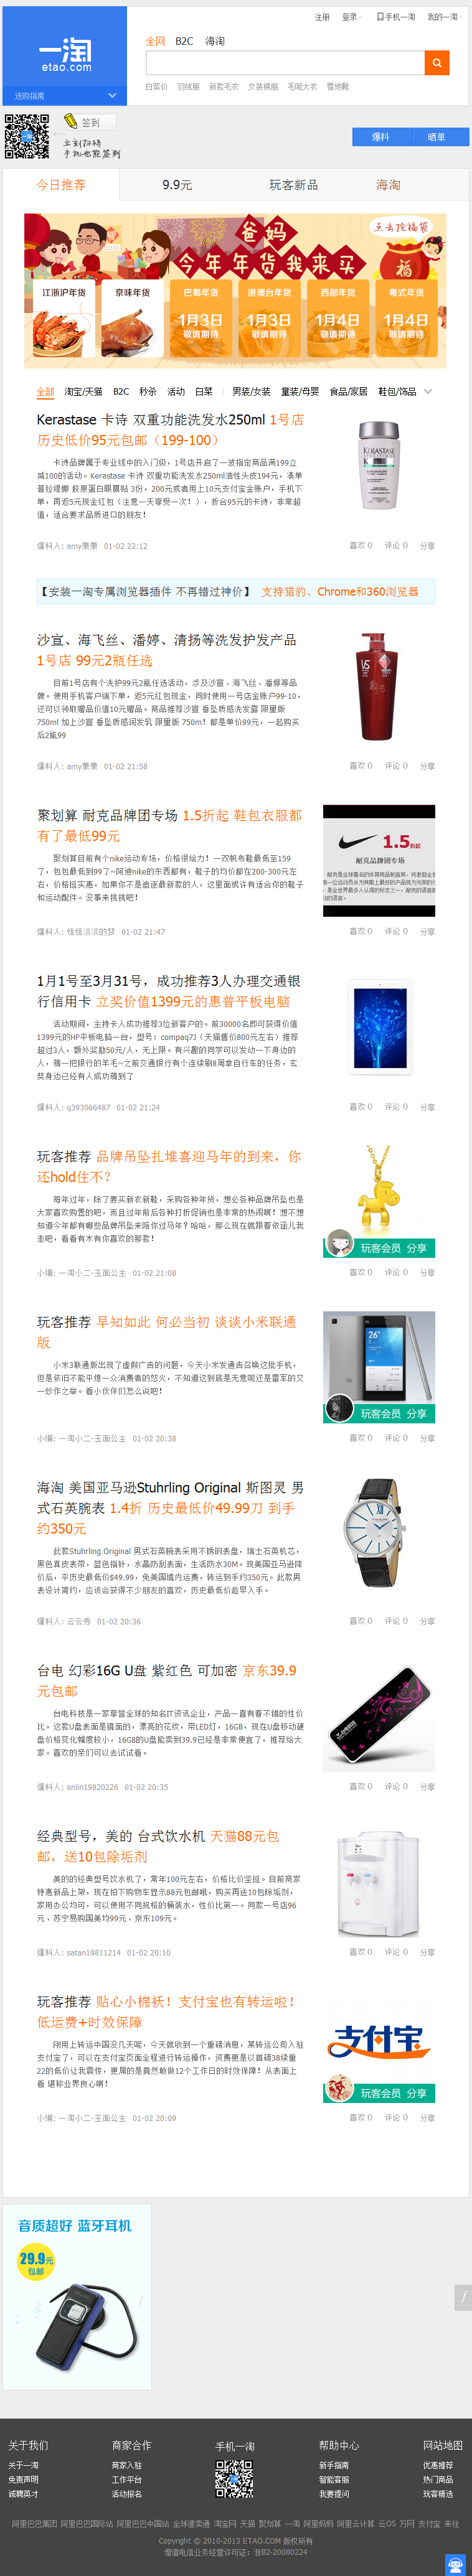 注册 登录 手机一淘 我的一淘
一淘
etao.com
选购指南
全网 B2C 海淘
白菜价 羽绒服 新款毛衣 女装棉服 毛呢大衣 雪地靴
签到
立刻扫码
手机也能签到
爆料 晒单
今日推荐 9.9元 玩客新品 海淘
爸妈
今年年货我来买
点击抢福袋
福
江浙沪年货 京味年货 巴蜀年货 港澳台年货 西部年货 粤式年货
1月3日 1月3日 1月4日 1月4日
敬请期待 敬请期待 敬请期待 敬请期待
全部 淘宝/天猫 B2C 秒杀 活动 白菜 男装/女装 童装/母婴 食品/家居 鞋包/饰品
Kerastase 卡诗 双重功能洗发水250ml 1号店
历史低价95元包邮（199-100）
卡诗品牌属于专业线中的入门级，1号店开启了一波指定商品满199立
减100的活动。Kerastase 卡诗 双重功能洗发水250ml油性头皮194元，凑单
菩拉缇娜 胶原蛋白眼膜贴 3份，200元或者用上10元支付宝金账户，手机下
单，再近5元现金红包（注意一天享受一次！），折合95元的卡诗，非常超
值，适合要求品质进口的朋友！
爆料人: amy萧萧 01-02 22:12
喜欢 0 评论 0 分享
【安装一淘专属浏览器插件 不再错过神价】 支持猎豹、Chrome和360浏览器
沙宣、海飞丝、潘婷、清扬等洗发护发产品
1号店 99元2瓶任选
目前1号店有个洗护99元2瓶任选活动，涉及沙宣、海飞丝、潘婷等品
牌。使用手机客户端下单，近5元红包现金，同时使用一号店金账户99-10，
还可以领取赠品价值10元赠品。商品推荐沙宣 垂坠质感洗发露 限量版
750ml 加上沙宣 垂坠质感润发乳 限量版 750m！都是单价99元，一起购买
后2瓶99
爆料人: amy萧萧 01-02 21:58
喜欢 0 评论 0 分享
聚划算 耐克品牌团专场 1.5折起 鞋包衣服都
有了最低99元
聚划算目前有个nike运动专场，价格很给力！一双帆布鞋最低至159
了，包包最低到99了~阿迪nike的东西都有，鞋子的均价都在200-300元左
右，价格挺实惠，如果你不是追逐最新款的人，这里面或许有适合你的鞋子
和运动配件。没事来挑挑吧！
1.5折起
耐克品牌团专场
爆料人: 恬恬淡淡的梦 01-02 21:47
喜欢 0 评论 0 分享
1月1号至3月31号，成功推荐3人办理交通银
行信用卡 立奖价值1399元的惠普平板电脑
活动期间，主持卡人成功推荐3位新客户的。前30000名即可获得价值
1399元的HP平板电脑一台，型号：compaq7J（天猫售价800元左右）推荐
超过3人，额外奖励50元/人，无上限。有兴趣的同学可以发动一下身边的
人，薅一把银行的羊毛~之前交通银行有个连续刷8周拿自行车的任务，玄
奘身边已经有人成功薅到了
爆料人: q393066487 01-02 21:24
喜欢 0 评论 0 分享
玩客推荐 品牌吊坠扎堆喜迎马年的到来，你
还hold住不？
每年过年，除了要买新衣新鞋，采购各种年货，想必各种品牌吊坠也是
大家喜欢购置的吧，而且过年前后各种打折促销也是非常的热闹啊！想不想
知道今年都有哪些品牌吊坠来陪你过马年？哈哈，那么现在就跟着依涵儿我
走吧，看看有木有你喜欢的那款！
玩客会员 分享
小编: 一淘小二-玉面公主 01-02 21:08
喜欢 0 评论 0 分享
玩客推荐 早知如此 何必当初 谈谈小米联通
版
小米3联通版出现了虚假广告的问题，今天小米发通告召唤这批手机，
但是依旧不能平熄一众消费者的怒火，不知道这到底是无意呢还是雷军的又
一炒作之举。看小伙伴们怎么说吧！
26°
玩客会员 分享
小编: 一淘小二-玉面公主 01-02 20:38
喜欢 0 评论 0 分享
海淘 美国亚马逊Stuhrling Original 斯图灵 男
式石英腕表 1.4折 历史最低价49.99刀 到手
约350元
此款Stuhrling Original 男式石英腕表采用不锈钢表盘，瑞士石英机芯，
黑色真皮表带，蓝色指针，水晶防刮表面，生活防水30M。现美国亚马逊降
价后，平历史最低价$49.99，免美国境内运费，转运到手约350元。此款男
表设计简约，应该会获得不少朋友的喜欢，历史最低价趁早入手。
爆料人: 云云秀 01-02 20:36
喜欢 0 评论 0 分享
台电 幻彩16G U盘 紫红色 可加密 京东39.9
元包邮
台电科技是一家享誉全球的知名IT资讯企业，产品一直有着不错的性价
比。这款U盘表面是镜面的，漂亮的花纹，带LED灯，16GB，现在U盘移动硬
盘价格变化幅度较小，16GB的U盘能卖到39.9已经是非常便宜了，推荐给大
家。喜欢的亲们可以去试试看。
爆料人: anlin19820226 01-02 20:35
喜欢 0 评论 0 分享
经典型号，美的 台式饮水机 天猫88元包
邮，送10包除垢剂
美的的经典型号饮水机了，常年100元左右，价格比价坚挺。目前商家
特惠新品上架，现在拍下购物车显示88元包邮哦，购买再送10包除垢剂，
家用办公均可，可以使用不同规格的桶装水，性价比第一。同款一号店96
元、苏宁易购国美均99元、京东109元。
爆料人: satan19811214 01-02 20:10
喜欢 0 评论 0 分享
玩客推荐 贴心小棉袄！支付宝也有转运啦！
低运费+时效保障
刚用上转运中国没几天呢，今天就收到一个重磅消息，某转运公司入驻
支付宝了，可以在支付宝页面全程进行转运操作，资费更是以首磅38续重
22的低价让我震惊，更屌的是竟然敢做12个工作日的时效保障！从表面上
看 堪称业界良心啊！
支付宝
玩客会员 分享
小编: 一淘小二-玉面公主 01-02 20:09
喜欢 0 评论 0 分享
音质超好 蓝牙耳机
29.9元
包邮
关于我们 商家合作 手机一淘 帮助中心 网站地图
关于一淘 商家入驻 新手指南 优惠推荐
免责声明 工作平台 智能客服 热门商品
诚聘英才 活动报名 我要提问 玩客精选
阿里巴巴集团 阿里巴巴国际站 阿里巴巴中国站 全球速卖通 淘宝网 天猫 聚划算 一淘 阿里妈妈 阿里云计算 云OS 万网 支付宝 来往
Copyright © 2010-2013 ETAO.COM 版权所有
增值电信业务经营许可证：浙B2-20080224